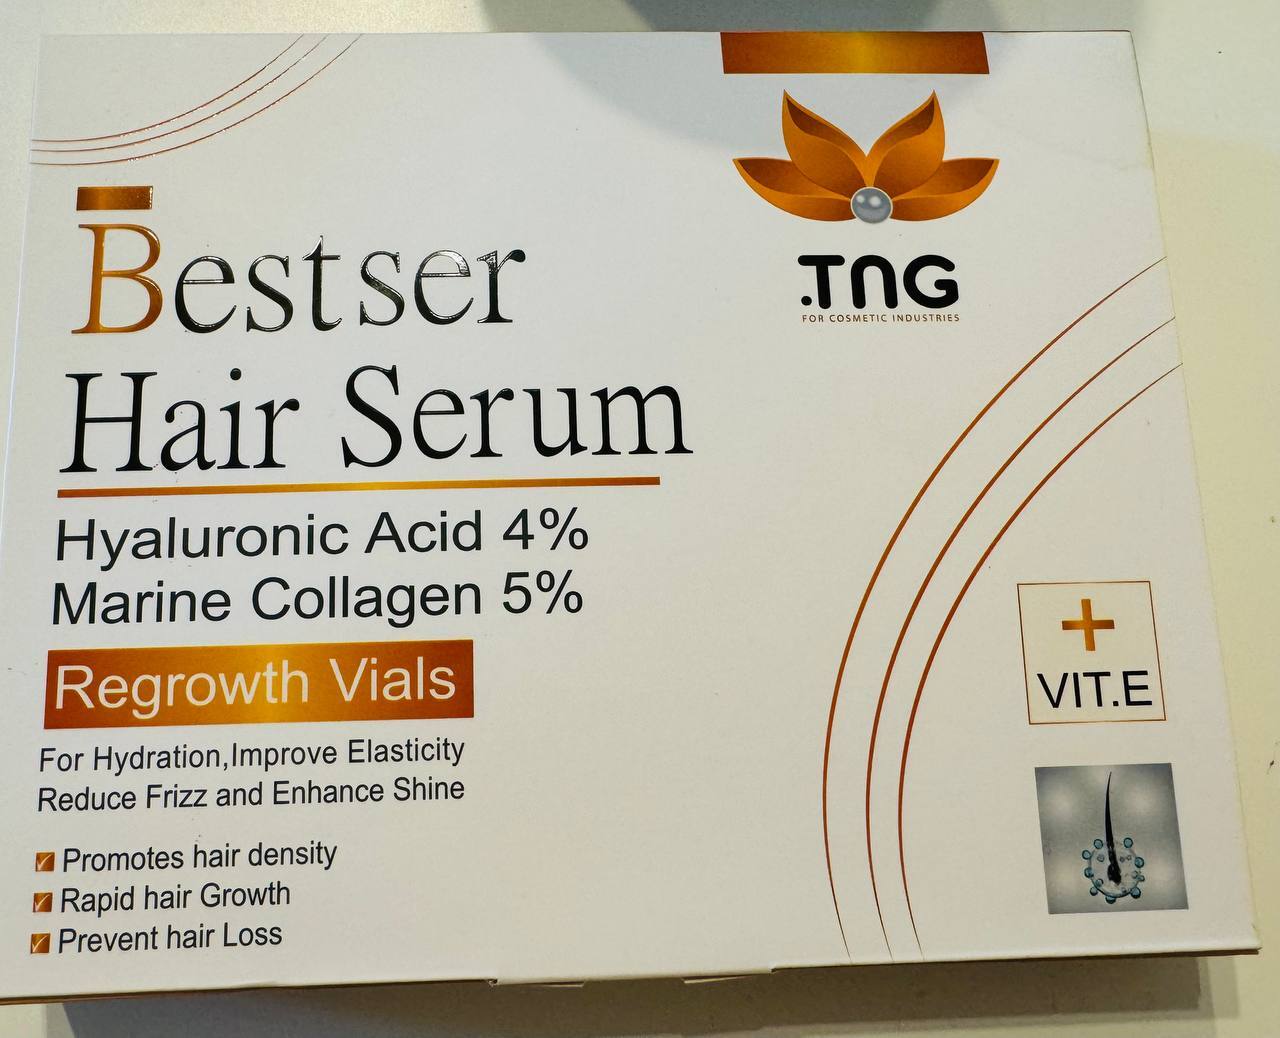 Bestser
Hair Serum
Hyaluronic Acid 4%
Marine Collagen 5%
Regrowth Vials
For Hydration,Improve Elasticity
Reduce Frizz and Enhance Shine
Promotes hair density
Rapid hair Growth
Prevent hair Loss
.TNG
FOR COSMETIC INDUSTRIES
+
VIT.E